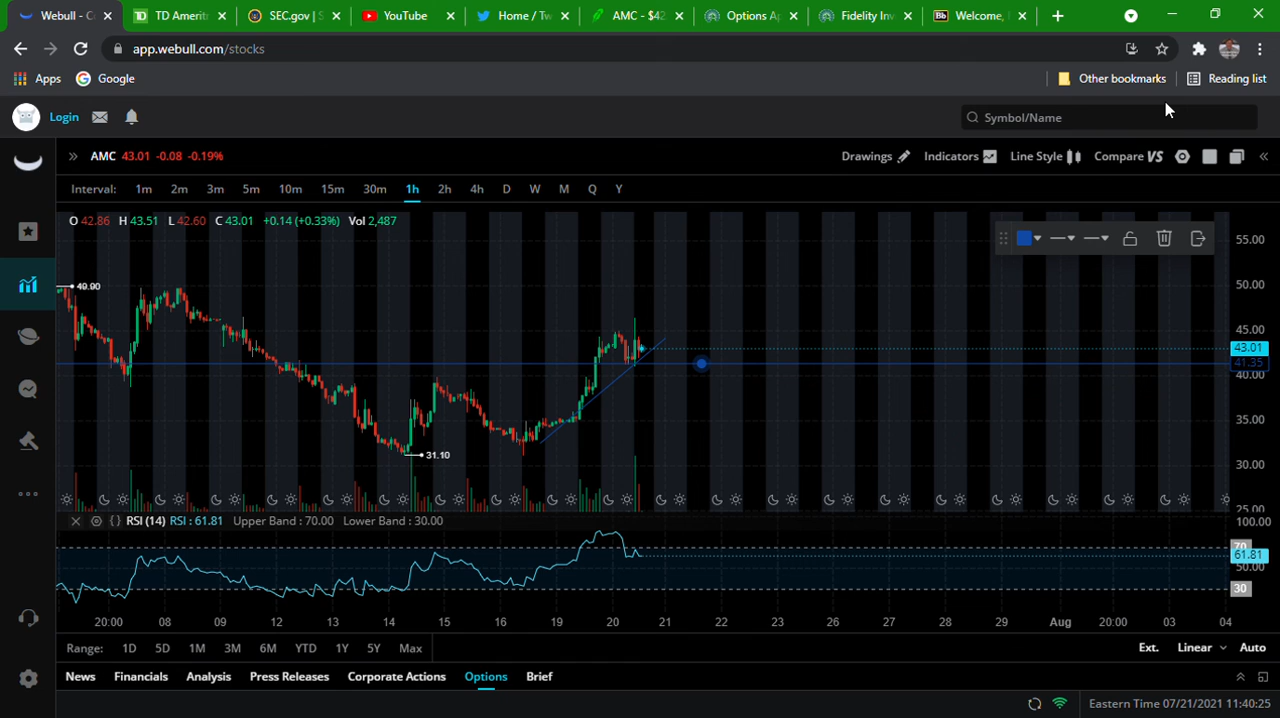 Webull - C
TD Amerit
SEC.gov | S
YouTube
Home / Tw
AMC - $42
Options A
Fidelity Inv
Bb
Welcome,
app.webull.com/stocks
Apps
Google
Other bookmarks
Reading list
Login
Symbol/Name
AMC 43.01 -0.08 -0.19%
Drawings
Indicators
Line Style
Compare VS
Interval: 1m 2m 3m 5m 10m 15m 30m 1h 2h 4h D W M Q Y
O 42.86 H 43.51 L 42.60 C 43.01 +0.14 (+0.33%) Vol 2,487
55.00
49.90
50.00
45.00
43.01
41.35
40.00
35.00
31.10
30.00
25.00
RSI (14) RSI : 61.81 Upper Band : 70.00 Lower Band : 30.00
100.00
70
61.81
50.00
30
20:00 08 09 12 13 14 15 16 19 20 21 22 23 26 27 28 29 Aug 20:00 03 04
Range: 1D 5D 1M 3M 6M YTD 1Y 5Y Max
Ext. Linear Auto
News Financials Analysis Press Releases Corporate Actions Options Brief
Eastern Time 07/21/2021 11:40:25